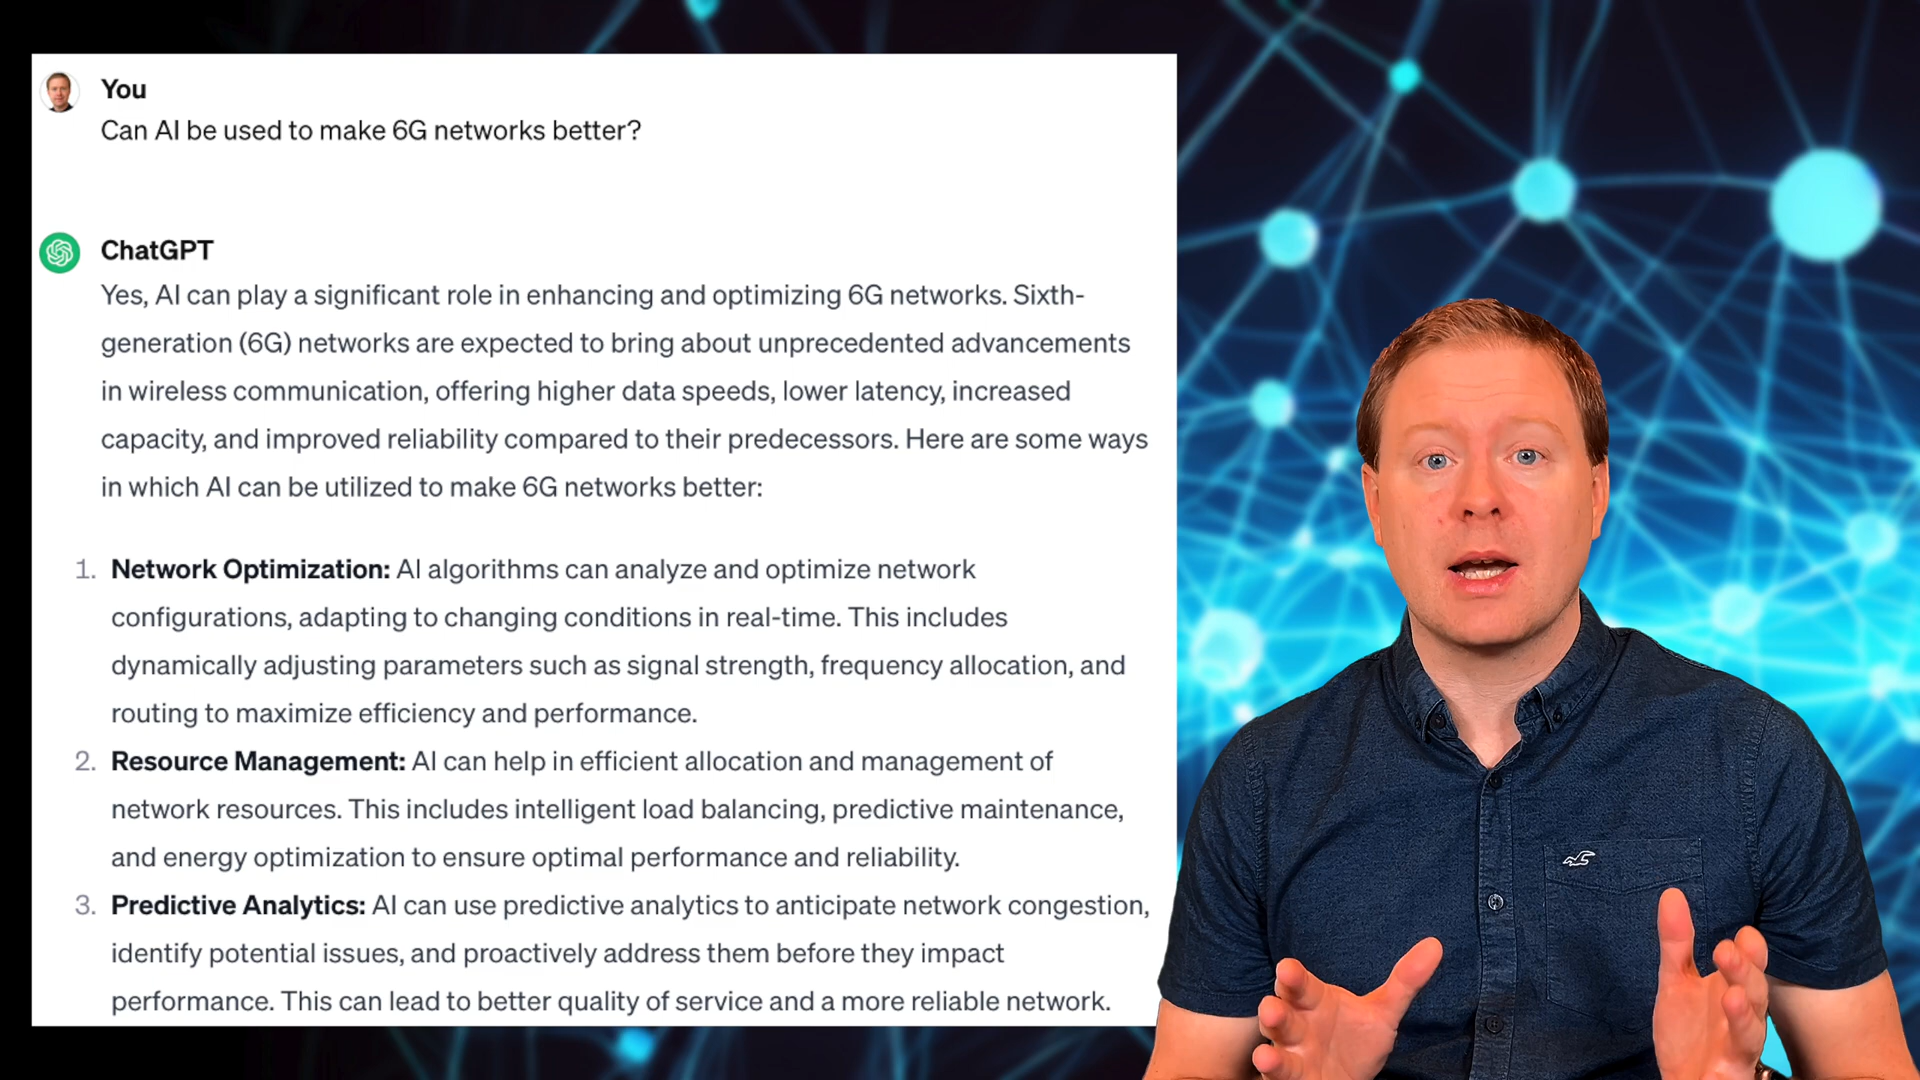 You
Can AI be used to make 6G networks better?
ChatGPT
Yes, AI can play a significant role in enhancing and optimizing 6G networks. Sixth-
generation (6G) networks are expected to bring about unprecedented advancements
in wireless communication, offering higher data speeds, lower latency, increased
capacity, and improved reliability compared to their predecessors. Here are some ways
in which AI can be utilized to make 6G networks better:
1. Network Optimization: AI algorithms can analyze and optimize network
configurations, adapting to changing conditions in real-time. This includes
dynamically adjusting parameters such as signal strength, frequency allocation, and
routing to maximize efficiency and performance.
2. Resource Management: AI can help in efficient allocation and management of
network resources. This includes intelligent load balancing, predictive maintenance,
and energy optimization to ensure optimal performance and reliability.
3. Predictive Analytics: AI can use predictive analytics to anticipate network congestion,
identify potential issues, and proactively address them before they impact
performance. This can lead to better quality of service and a more reliable network.